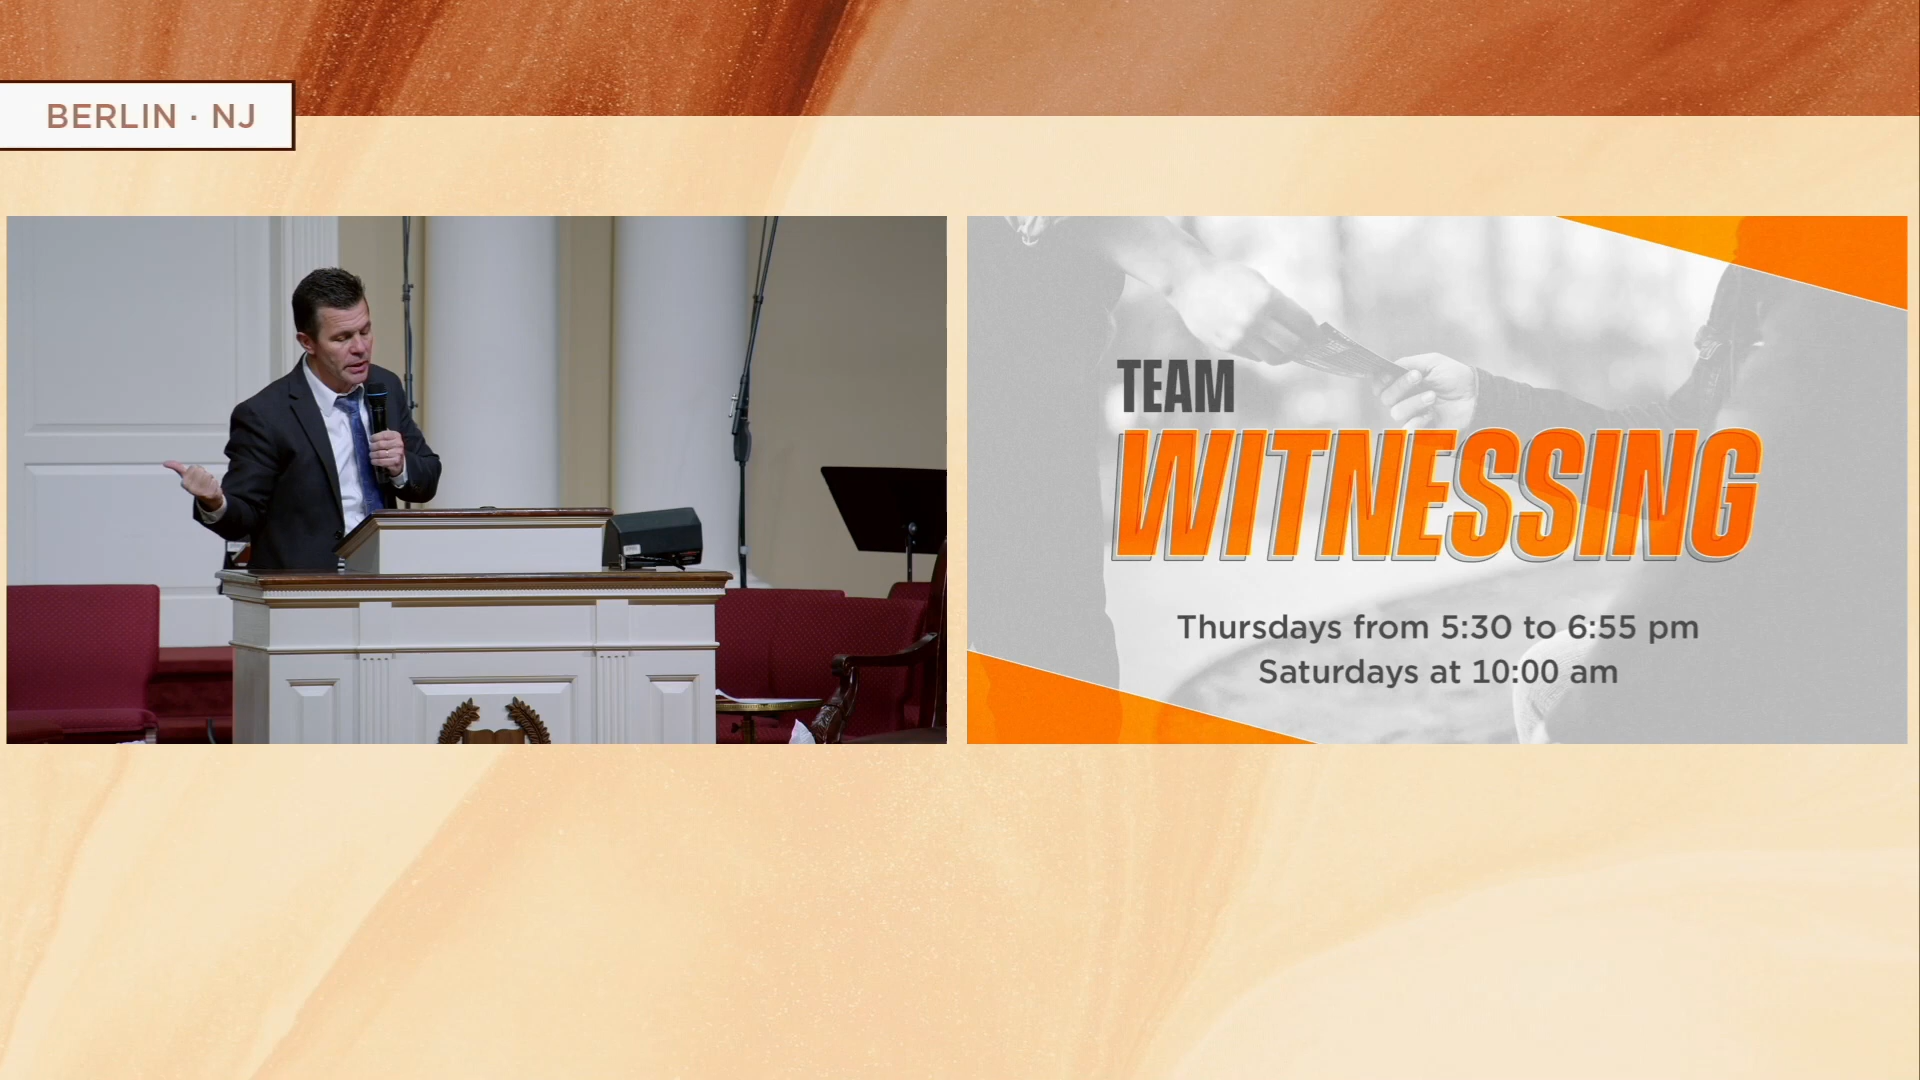 BERLIN · NJ
TEAM
WITNESSING
Thursdays from 5:30 to 6:55 pm
Saturdays at 10:00 am